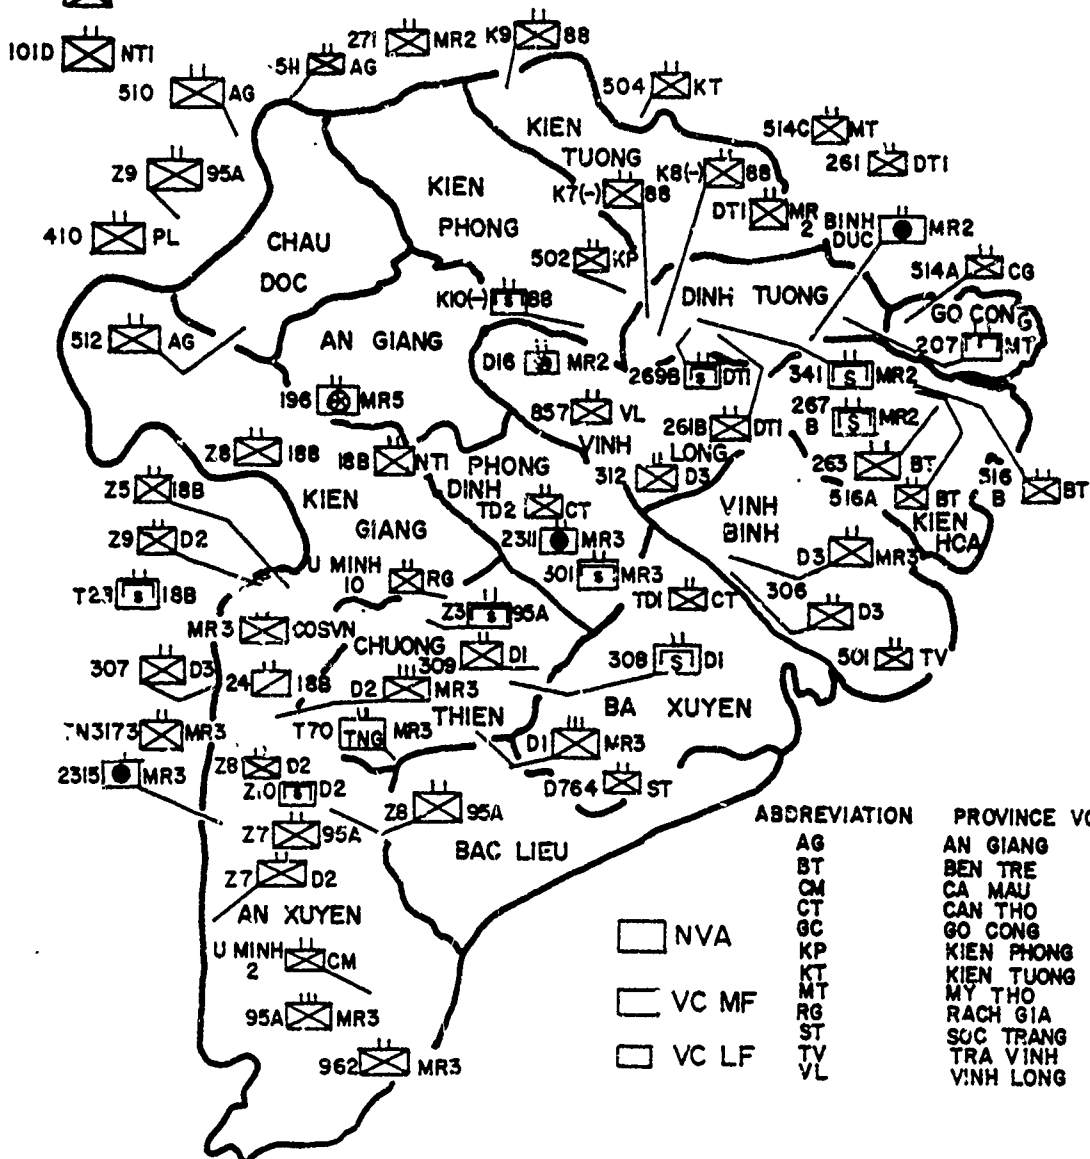 101D NT1
510 AG
511 AG
271 MR2
K9 88
504 KT
514C MT
261 DT1
Z9 95A
410 PL
KIEN
TUONG
K7(-) 88
K8(-) 88
DT1 MR
2
BINH
DUC MR2
KIEN
PHONG
CHAU
DOC
502 KP
K10(-) S 88
DINH TUONG
514A CG
GO CONG
207 MT
512 AG
AN GIANG
D16 MR2
269B S DT1
341 S MR2
196 MR5
857 VL
261B DT1
267
B S MR2
VINH
LONG
Z8 18B
18B NT1
PHONG
DINH
312 D3
263 BT
516A BT
516
B BT
Z5 18B
KIEN
GIANG
TD2 CT
VINH
BINH
KIEN
HCA
Z9 D2
2311 MR3
U MINH
10 RG
301 S MR3
D3 MR3
306 D3
T23 S 18B
Z3 S 95A
TD1 CT
MR3 COSVN
CHUONG
309 D1
308 S D1
501 TV
307 D3
24 18B
D2 MR3
THIEN
BA XUYEN
TN3173 MR3
T70 TNG MR3
D1 MR3
2315 MR3
Z8 D2
Z10 S D2
D764 ST
Z8 95A
Z7 95A
BAC LIEU
Z7 D2
AN XUYEN
U MINH
2 CM
95A MR3
962 MR3
NVA
VC MF
VC LF
ABBREVIATION PROVINCE VC
AG AN GIANG
BT BEN TRE
CM CA MAU
CT CAN THO
GC GO CONG
KP KIEN PHONG
KT KIEN TUONG
MT MY THO
RG RACH GIA
ST SOC TRANG
TV TRA VINH
VL VINH LONG